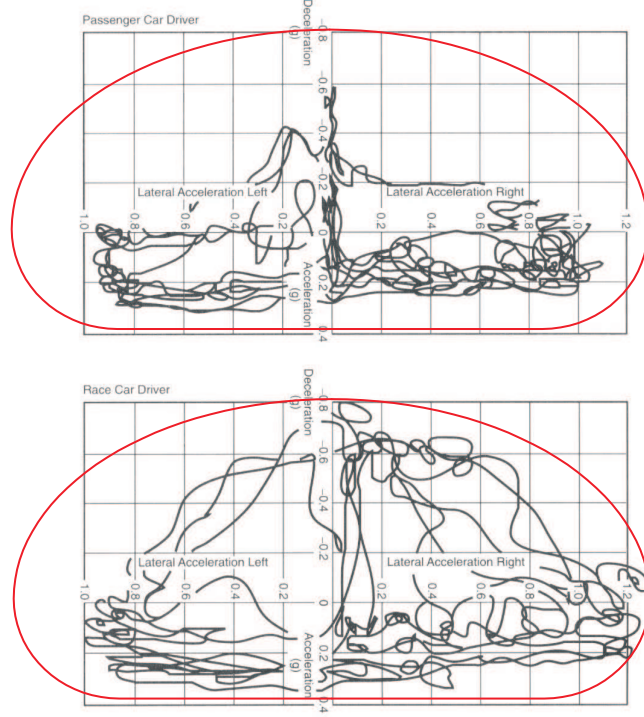 Passenger Car Driver
Deceleration
(g)
-0.8
-0.6
-0.4
-0.2
0
0.2
0.4
Acceleration
(g)
Lateral Acceleration Left
Lateral Acceleration Right
1.0
0.8
0.6
0.4
0.2
0.2
0.4
0.6
0.8
1.0
1.2
Race Car Driver
Deceleration
(g)
-0.8
-0.6
-0.4
-0.2
0
0.2
0.4
Acceleration
(g)
Lateral Acceleration Left
Lateral Acceleration Right
1.0
0.8
0.6
0.4
0.2
0.2
0.4
0.6
0.8
1.0
1.2